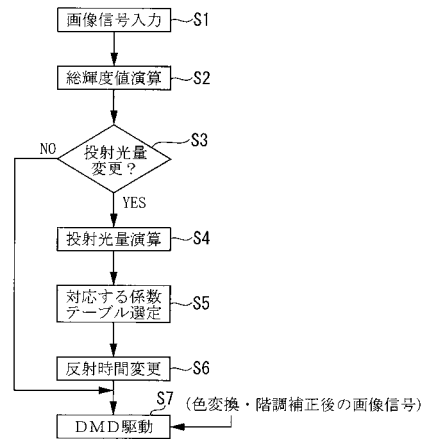 画像信号入力 S1
総輝度値演算 S2
S3
NO
投射光量
変更？
YES
投射光量演算 S4
対応する係数
テーブル選定 S5
反射時間変更 S6
S7 (色変換・階調補正後の画像信号)
DMD駆動